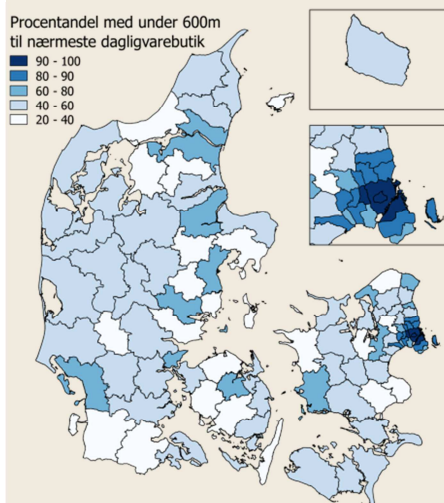 Procentandel med under 600m
til nærmeste dagligvarebutik
90 - 100
80 - 90
60 - 80
40 - 60
20 - 40